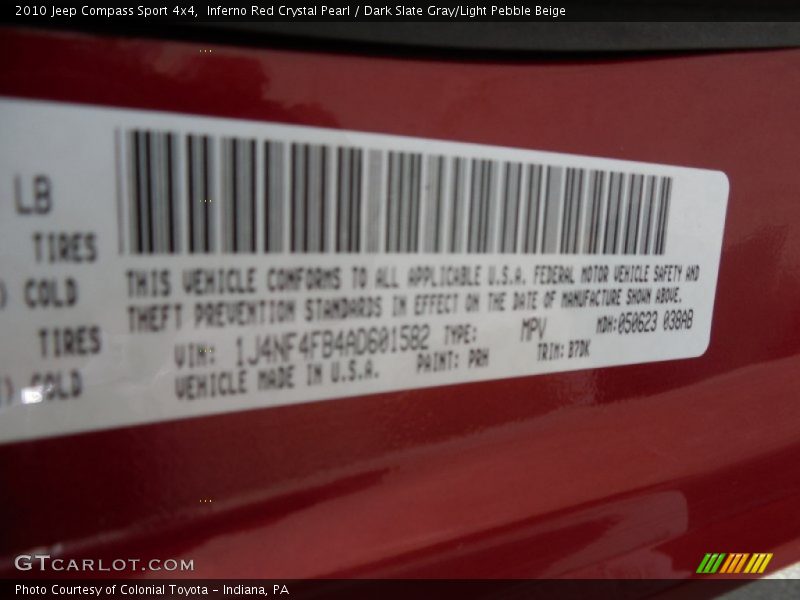 2010 Jeep Compass Sport 4x4,  Inferno Red Crystal Pearl / Dark Slate Gray/Light Pebble Beige
LB
TIRES
) COLD
TIRES
) COLD
THIS VEHICLE CONFORMS TO ALL APPLICABLE U.S.A. FEDERAL MOTOR VEHICLE SAFETY AND
THEFT PREVENTION STANDARDS IN EFFECT ON THE DATE OF MANUFACTURE SHOWN ABOVE.
VIN: 1J4NF4FB4AD601582 TYPE: MPV MDH:050623 038AB
VEHICLE MADE IN U.S.A. PAINT: PRH TRIM: B7DK
GTCARLOT.COM
Photo Courtesy of Colonial Toyota - Indiana, PA